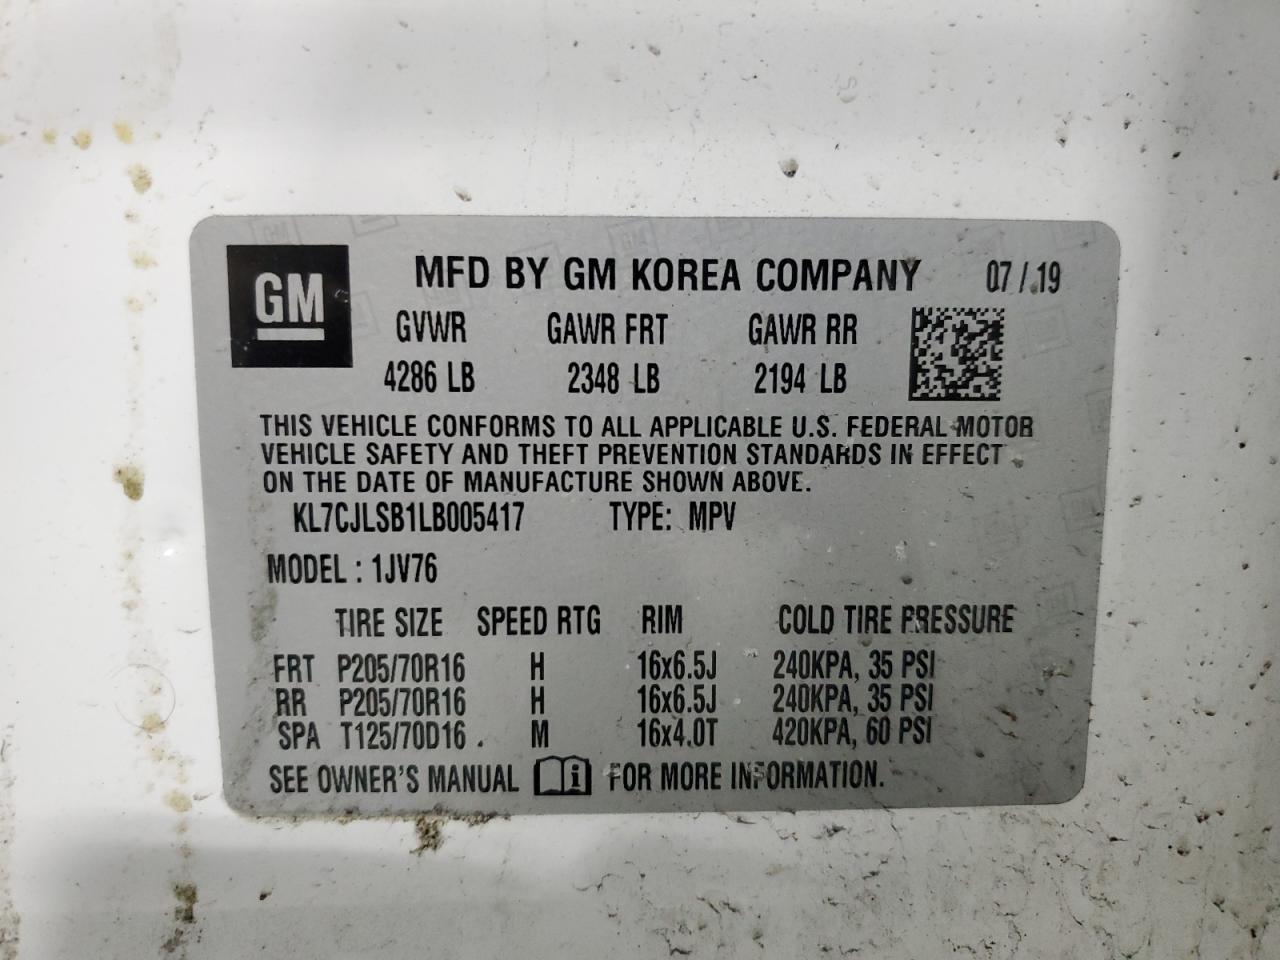 GM
MFD BY GM KOREA COMPANY 07/19
GVWR GAWR FRT GAWR RR
4286 LB 2348 LB 2194 LB
THIS VEHICLE CONFORMS TO ALL APPLICABLE U.S. FEDERAL MOTOR
VEHICLE SAFETY AND THEFT PREVENTION STANDARDS IN EFFECT
ON THE DATE OF MANUFACTURE SHOWN ABOVE.
KL7CJLSB1LB005417 TYPE: MPV
MODEL : 1JV76
TIRE SIZE SPEED RTG RIM COLD TIRE PRESSURE
FRT P205/70R16 H 16x6.5J 240KPA, 35 PSI
RR P205/70R16 H 16x6.5J 240KPA, 35 PSI
SPA T125/70D16 . M 16x4.0T 420KPA, 60 PSI
SEE OWNER'S MANUAL i FOR MORE INFORMATION.